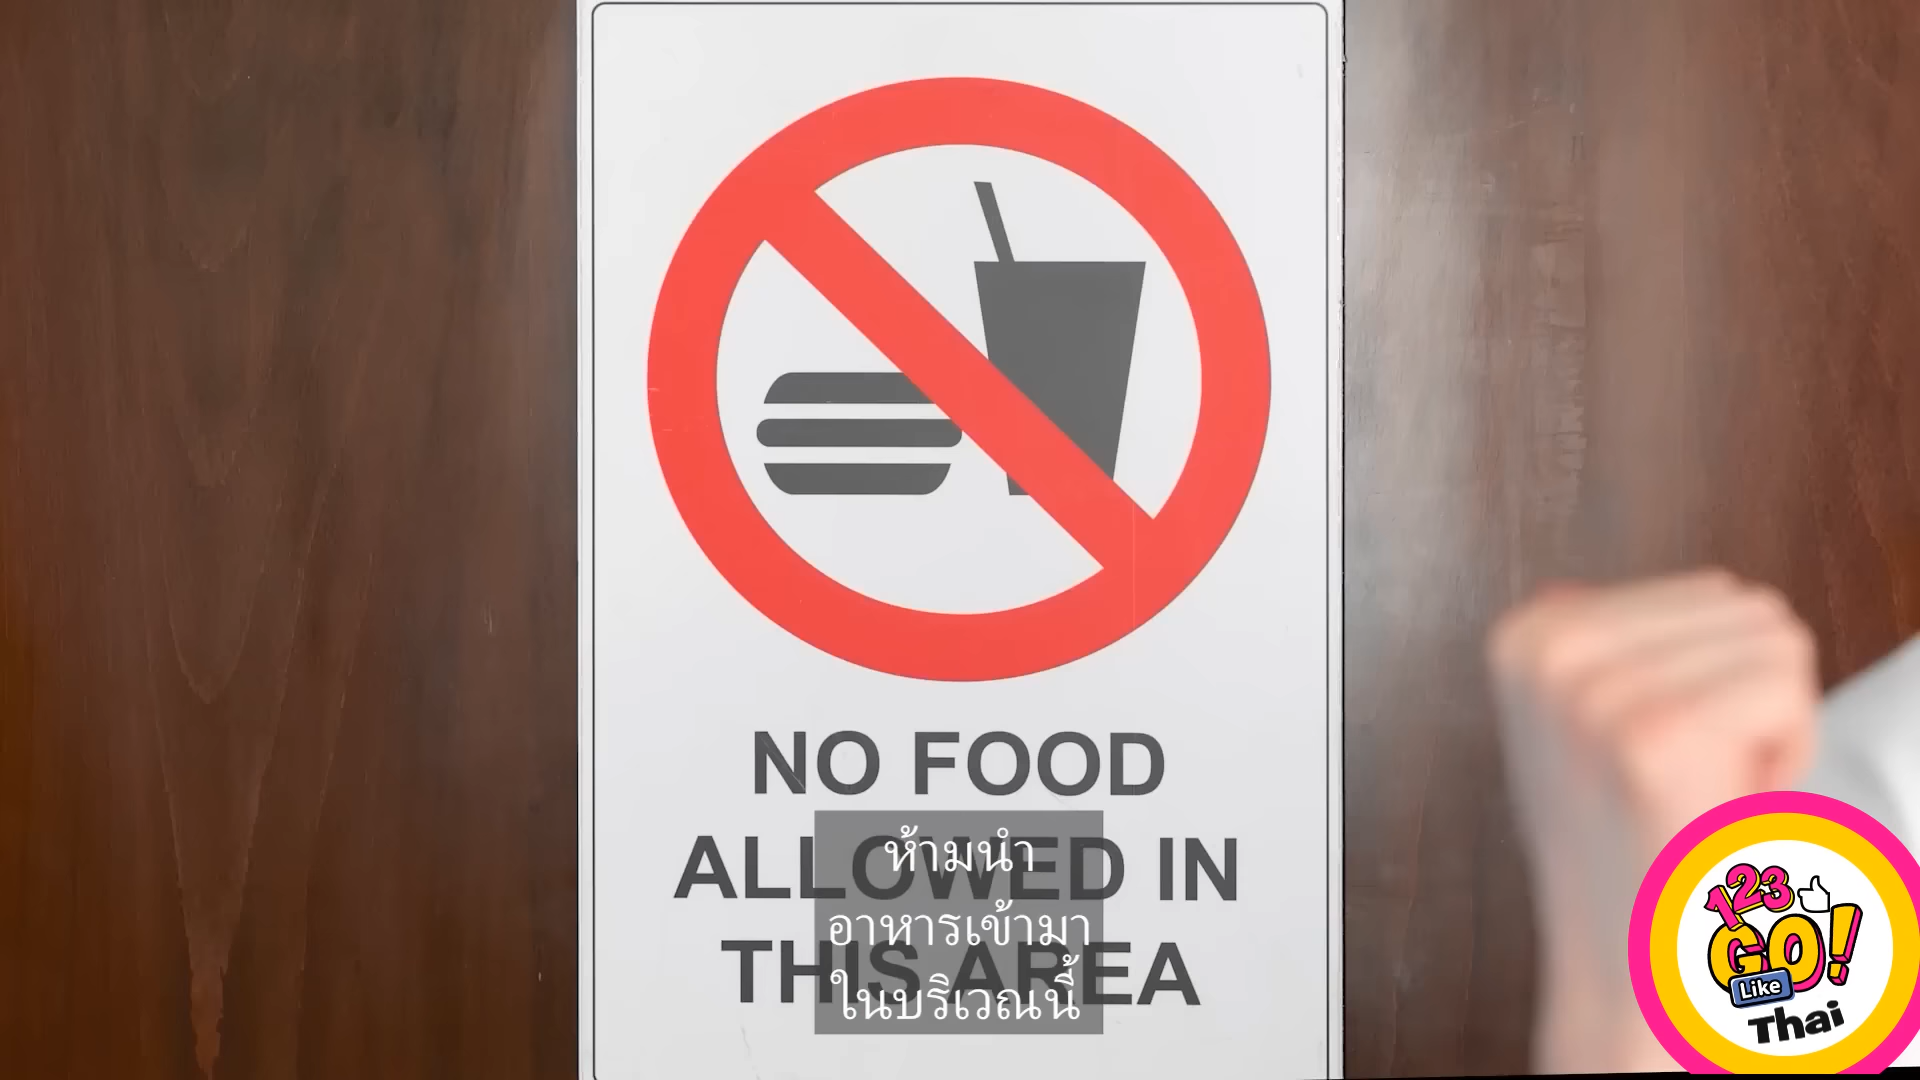 NO FOOD
ALLOWED IN
THIS AREA
ห้ามนำ
อาหารเข้ามา
ในบริเวณนี้
123
GO!
Like
Thai